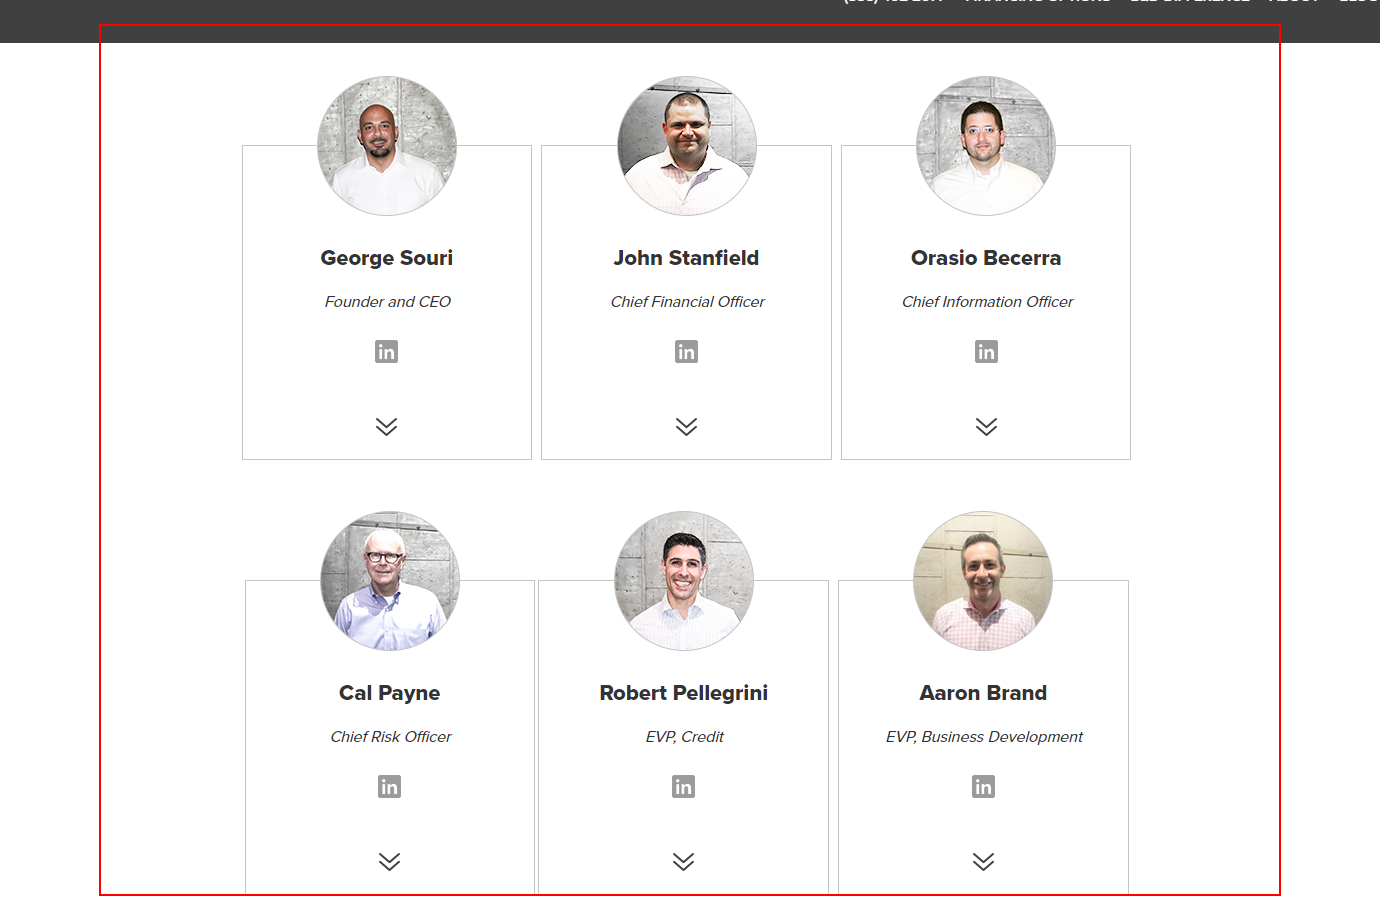 George Souri
John Stanfield
Orasio Becerra
Founder and CEO
Chief Financial Officer
Chief Information Officer
in
in
in
Cal Payne
Robert Pellegrini
Aaron Brand
Chief Risk Officer
EVP, Credit
EVP, Business Development
in
in
in